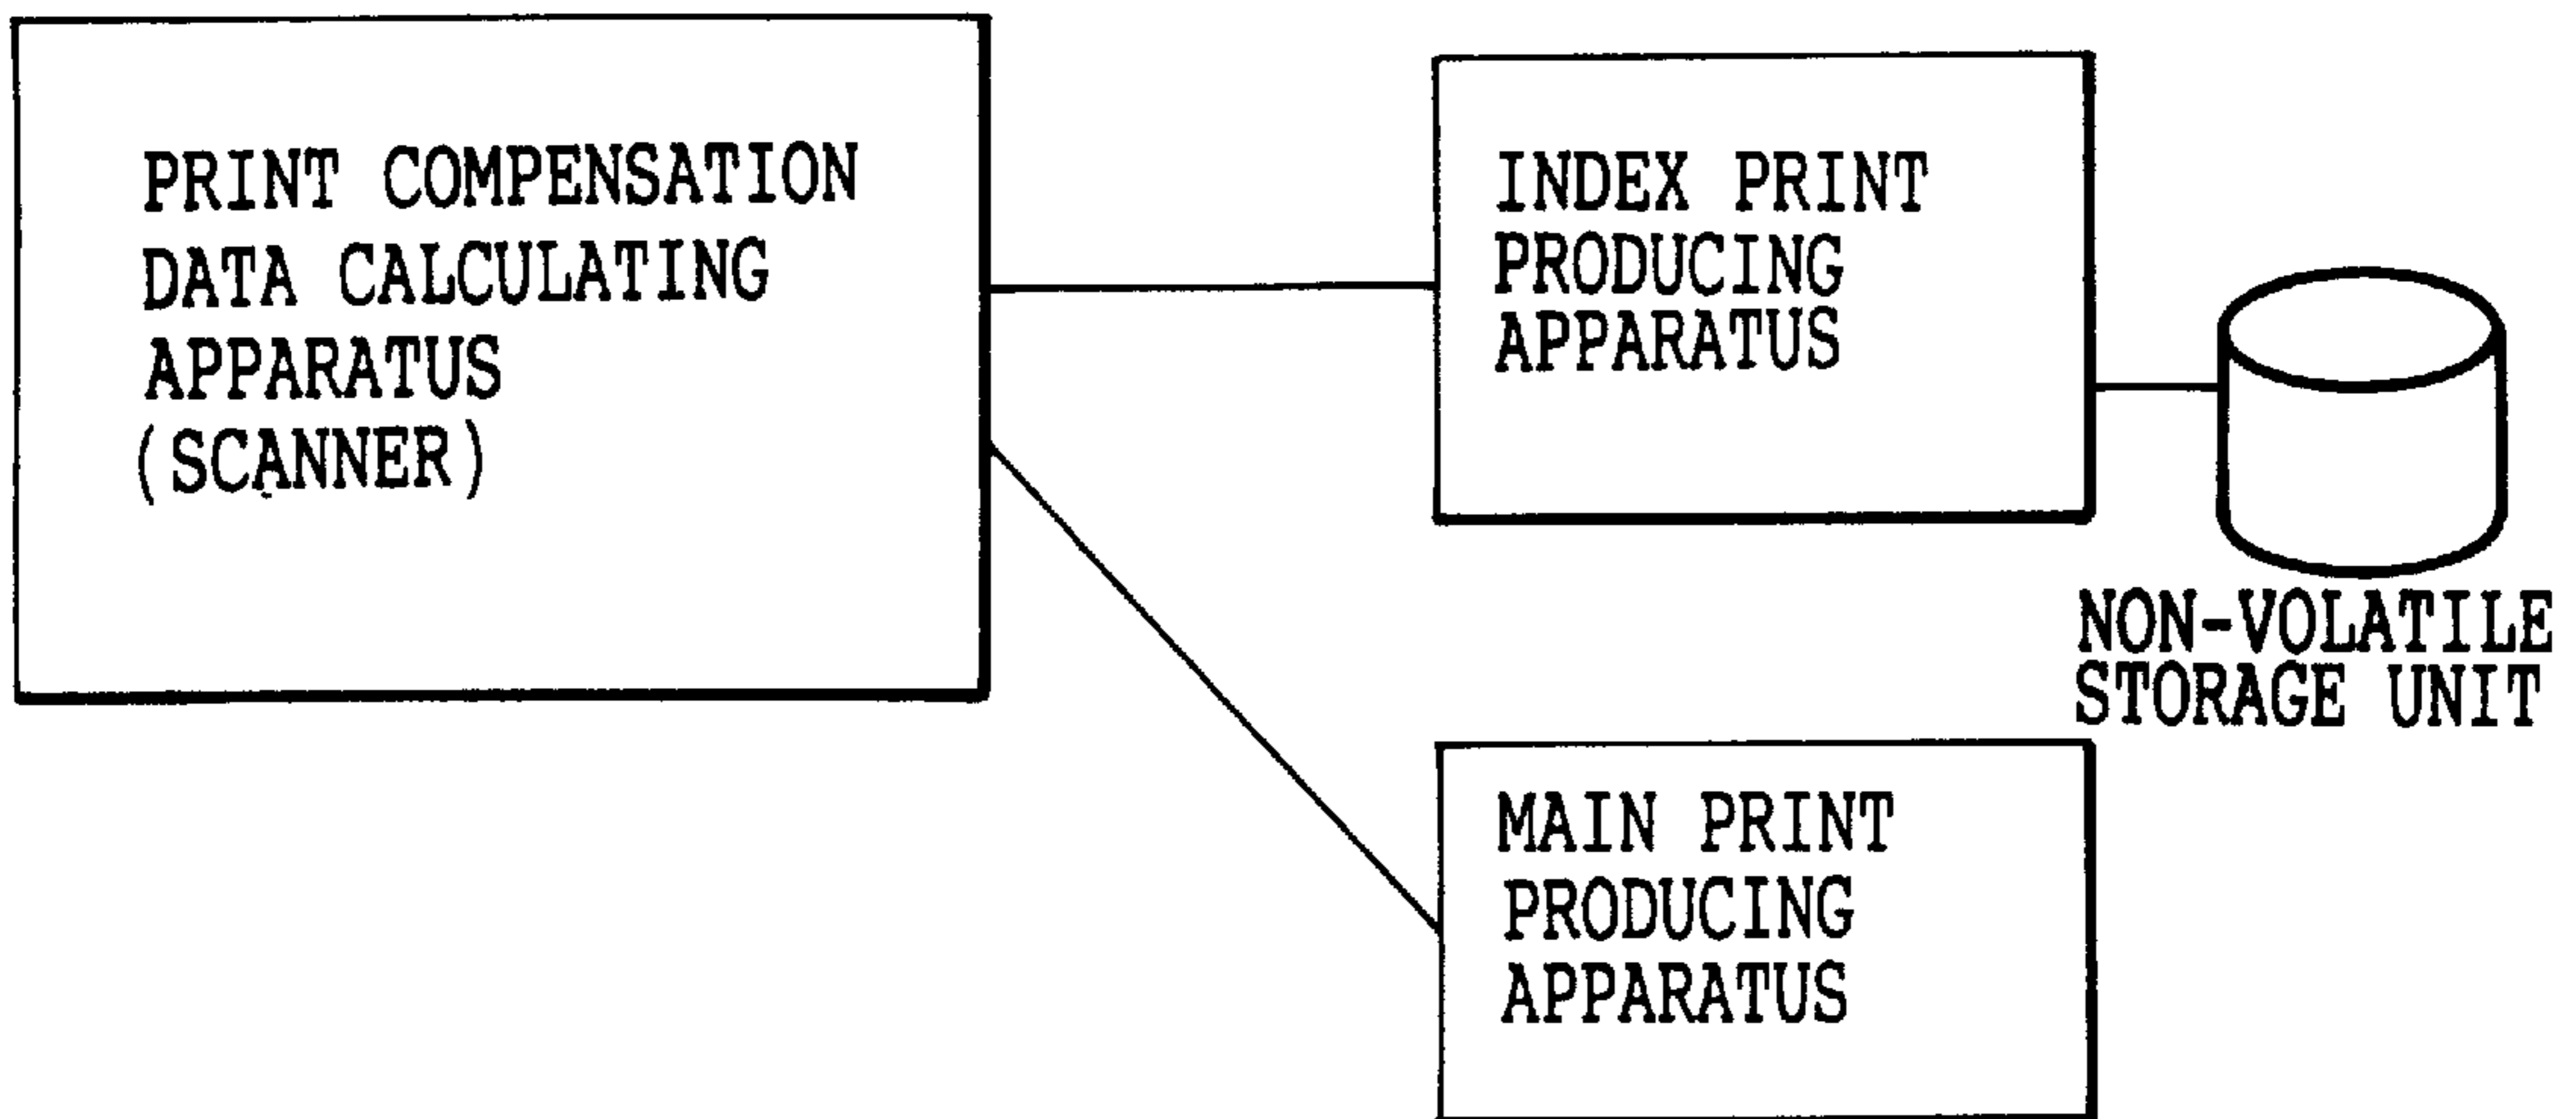 PRINT COMPENSATION
DATA CALCULATING
APPARATUS
(SCANNER)
INDEX PRINT
PRODUCING
APPARATUS
NON-VOLATILE
STORAGE UNIT
MAIN PRINT
PRODUCING
APPARATUS